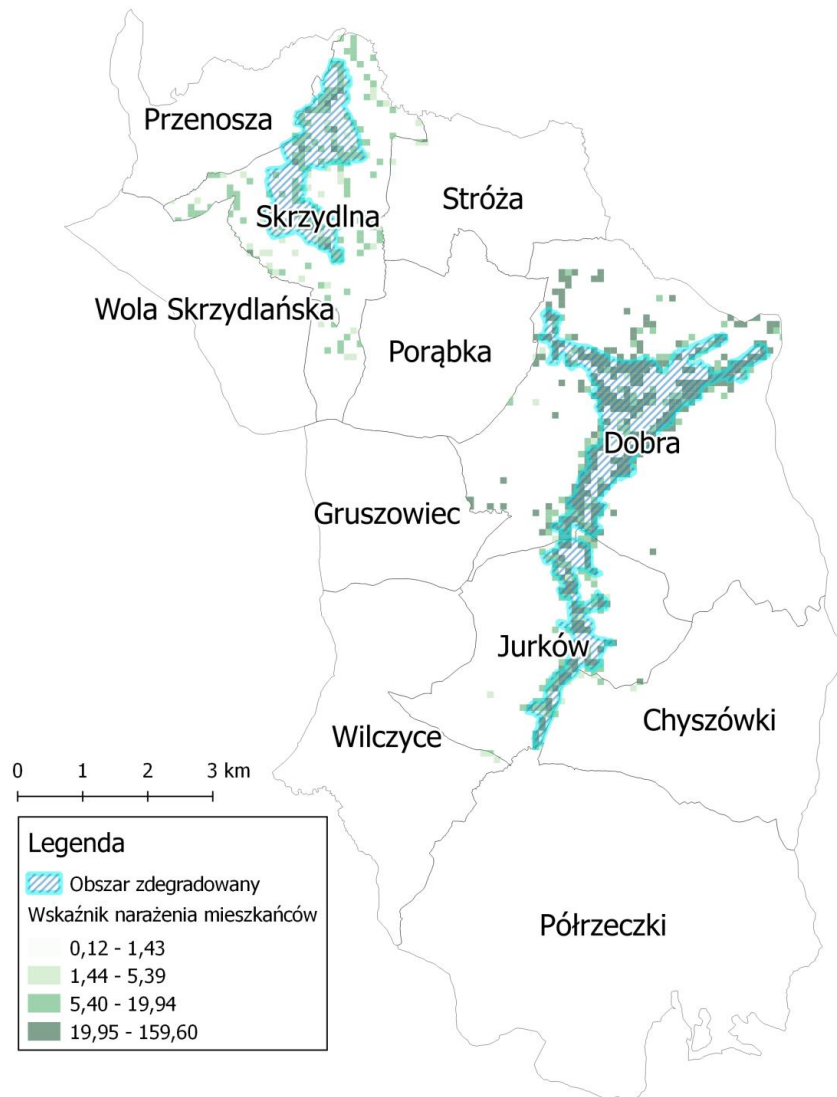 Przenosza
Stróża
Skrzydlna
Wola Skrzydlańska
Porąbka
Dobra
Gruszowiec
Jurków
Chyszówki
Wilczyce
0 1 2 3 km
Legenda
Obszar zdegradowany
Wskaźnik narażenia mieszkańców
0,12 - 1,43
1,44 - 5,39
5,40 - 19,94
19,95 - 159,60
Półrzeczki